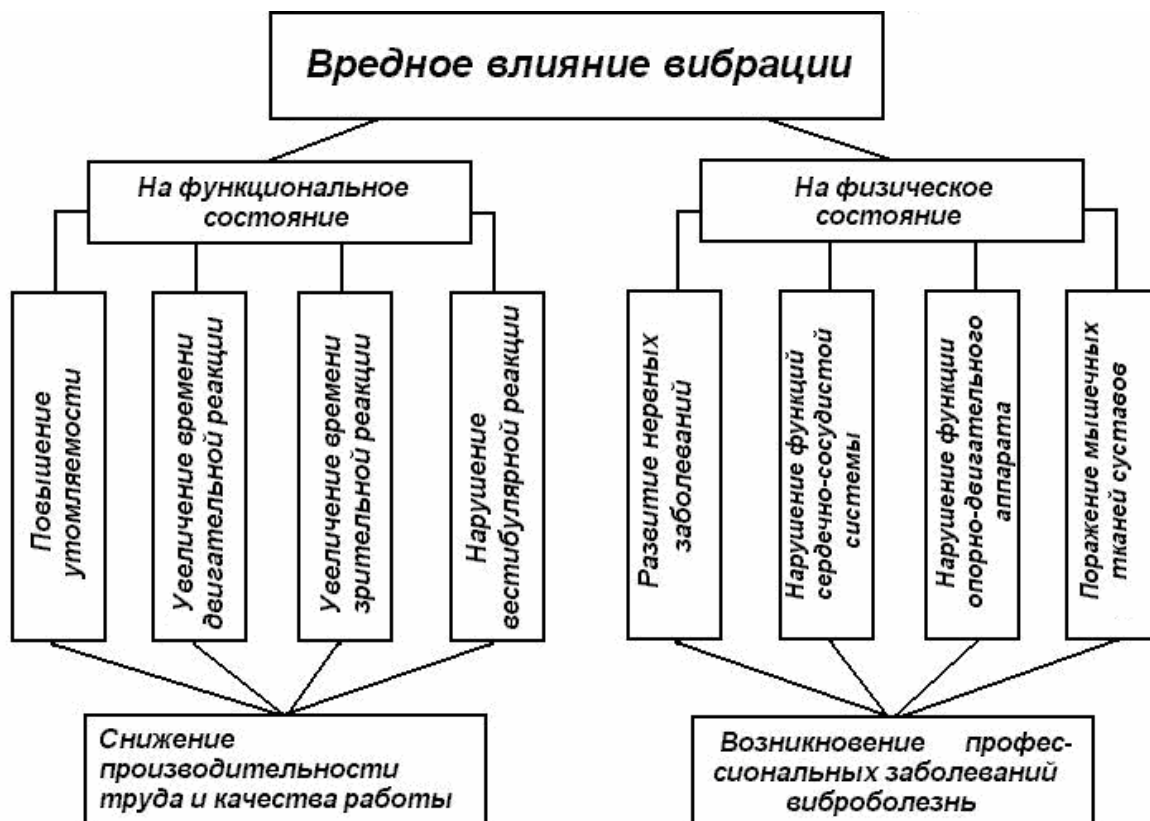 Вредное влияние вибрации
На функциональное
состояние
На физическое
состояние
Повышение
утомляемости
Увеличение времени
двигательной реакции
Увеличение времени
зрительной реакции
Нарушение
вестибулярной реакции
Развитие нервных
заболеваний
Нарушение функций
сердечно-сосудистой
системы
Нарушение функции
опорно-двигательного
аппарата
Поражение мышечных
тканей суставов
Снижение
производительности
труда и качества работы
Возникновение профес-
сиональных заболеваний
виброболезнь